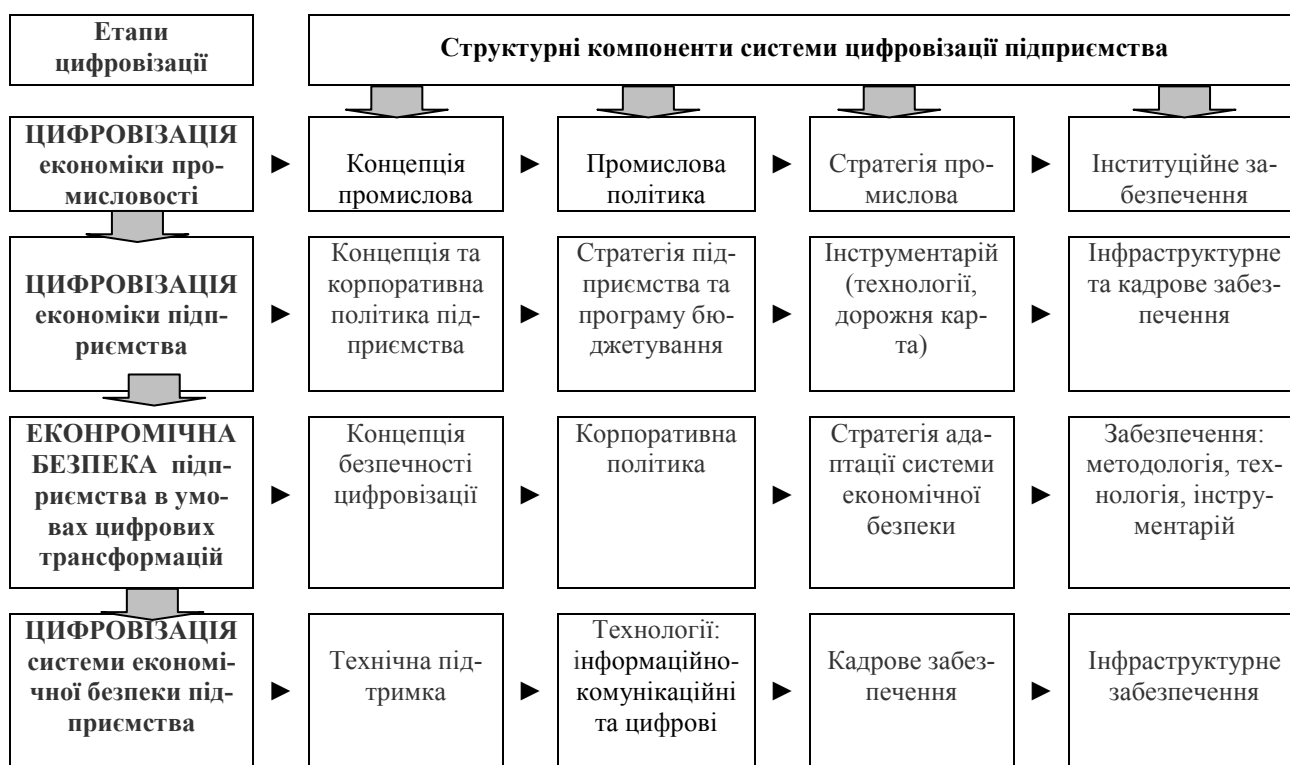 Етапи
цифровізації
Структурні компоненти системи цифровізації підприємства
ЦИФРОВІЗАЦІЯ
економіки про-
мисловості
Концепція
промислова
Промислова
політика
Стратегія про-
мислова
Інституційне за-
безпечення
ЦИФРОВІЗАЦІЯ
економіки підп-
риємства
Концепція та
корпоративна
політика під-
приємства
Стратегія під-
приємства та
програму бю-
джетування
Інструментарій
(технології,
дорожня кар-
та)
Інфраструктурне
та кадрове забез-
печення
ЕКОНРОМІЧНА
БЕЗПЕКА підп-
риємства в умо-
вах цифрових
трансформацій
Концепція
безпечності
цифровізації
Корпоративна
політика
Стратегія ада-
птації системи
економічної
безпеки
Забезпечення:
методологія, тех-
нологія, інстру-
ментарій
ЦИФРОВІЗАЦІЯ
системи економі-
чної безпеки під-
приємства
Технічна під-
тримка
Технології:
інформаційно-
комунікаційні
та цифрові
Кадрове забез-
печення
Інфраструктурне
забезпечення